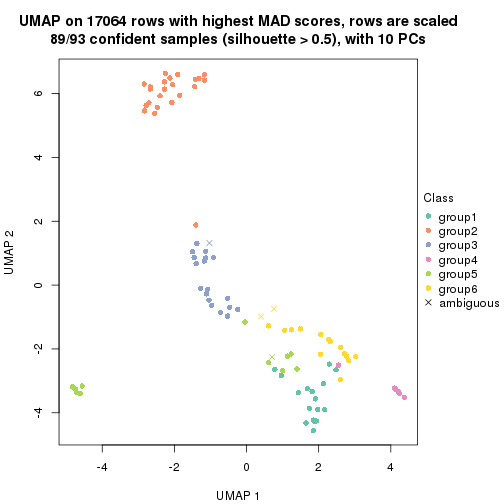 UMAP on 17064 rows with highest MAD scores, rows are scaled
89/93 confident samples (silhouette > 0.5), with 10 PCs
6
4
2
0
-2
-4
UMAP 2
-4
-2
0
2
4
UMAP 1
Class
group1
group2
group3
group4
group5
group6
ambiguous